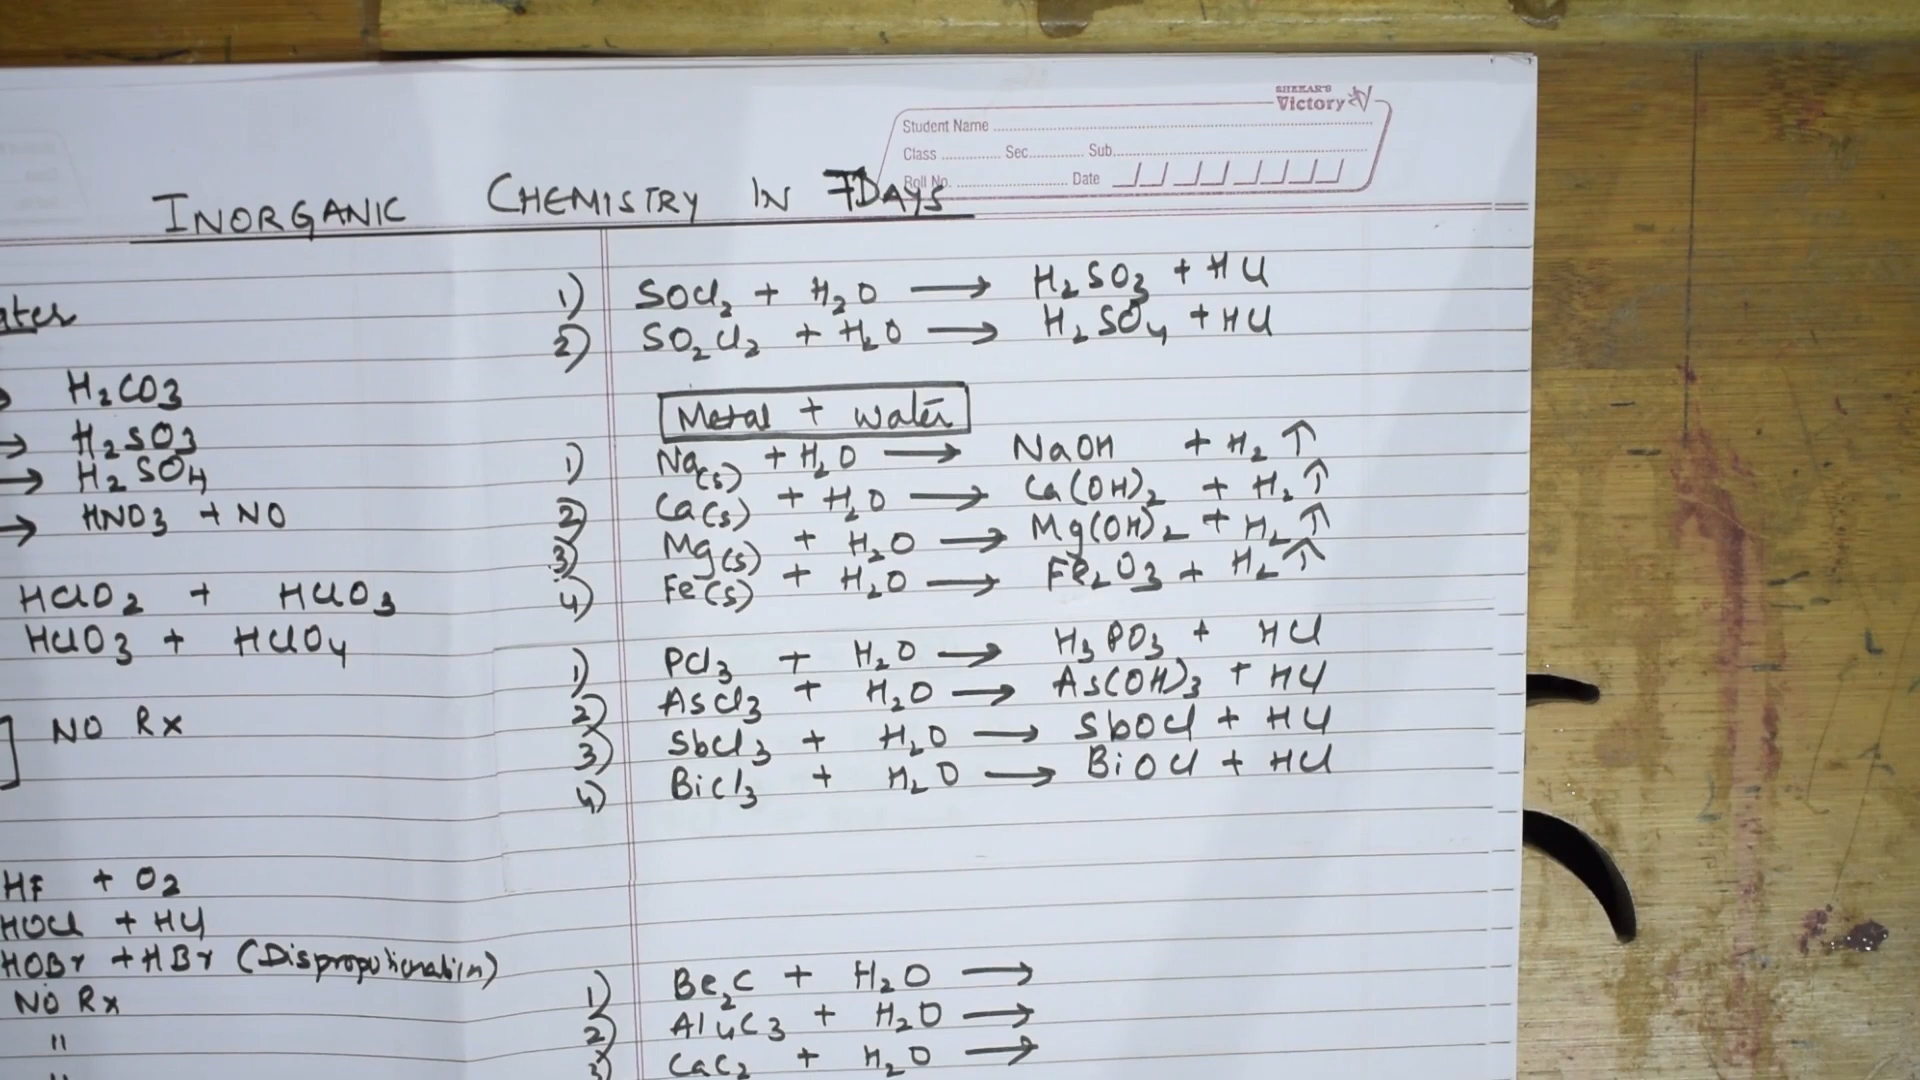 SHEKAR'S
Victory
Student Name
Class Sec. Sub.
Roll No. Date
INORGANIC CHEMISTRY IN 7DAYS
ater
→ H₂CO₃
→ H₂SO₃
→ H₂SO₄
→ HNO₃ + NO
HClO₂ + HClO₃
HClO₃ + HClO₄
] NO Rx
HF + O₂
HOCl + HCl
HOBr + HBr (Disproportionation)
NO Rx
"
"
1) SOCl₂ + H₂O → H₂SO₃ + HCl
2) SO₂Cl₂ + H₂O → H₂SO₄ + HCl
Metal + water
1) Na(s) + H₂O → NaOH + H₂ ↑
2) Ca(s) + H₂O → Ca(OH)₂ + H₂ ↑
3) Mg(s) + H₂O → Mg(OH)₂ + H₂ ↑
4) Fe(s) + H₂O → Fe₂O₃ + H₂ ↑
1) PCl₃ + H₂O → H₃PO₃ + HCl
2) AsCl₃ + H₂O → As(OH)₃ + HCl
3) SbCl₃ + H₂O → SbOCl + HCl
4) BiCl₃ + H₂O → BiOCl + HCl
1) Be₂C + H₂O →
2) Al₄C₃ + H₂O →
3) CaC₂ + H₂O →